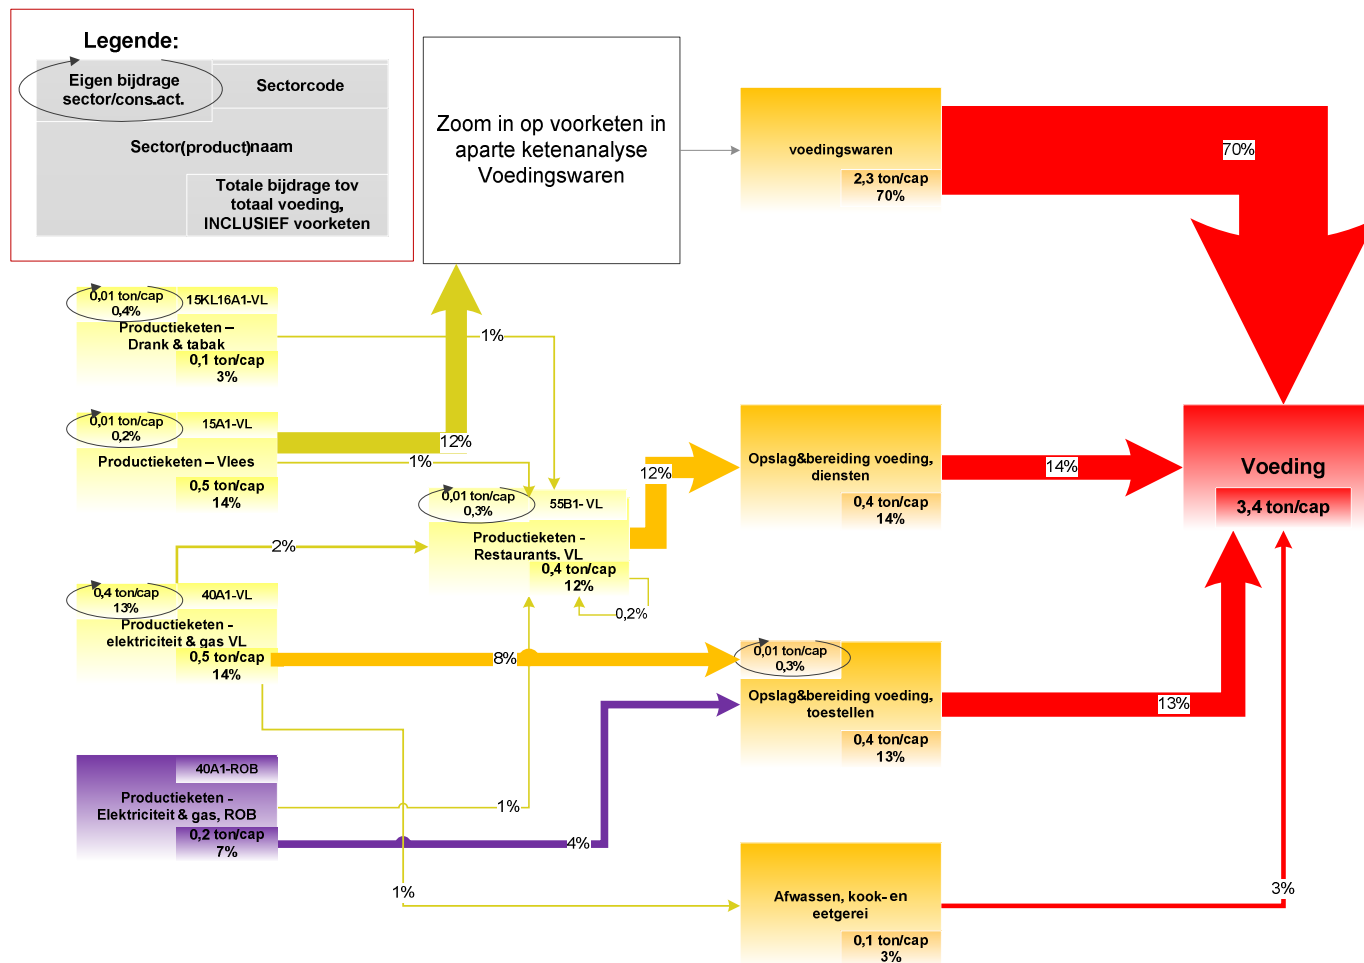 Legende:
Eigen bijdrage
sector/cons.act.
Sectorcode
Sector(product)naam
Totale bijdrage tov
totaal voeding,
INCLUSIEF voorketen
Zoom in op voorketen in
aparte ketenanalyse
Voedingswaren
voedingswaren
2,3 ton/cap
70%
70%
0,01 ton/cap
0,4%
15KL16A1-VL
Productieketen –
Drank & tabak
0,1 ton/cap
3%
1%
0,01 ton/cap
0,2%
15A1-VL
Productieketen – Vlees
0,5 ton/cap
14%
12%
1%
0,01 ton/cap
0,3%
55B1- VL
Productieketen -
Restaurants, VL
0,4 ton/cap
12%
0,2%
12%
Opslag&bereiding voeding,
diensten
0,4 ton/cap
14%
14%
Voeding
3,4 ton/cap
2%
0,4 ton/cap
13%
40A1-VL
Productieketen -
elektriciteit & gas VL
0,5 ton/cap
14%
8%
0,01 ton/cap
0,3%
Opslag&bereiding voeding,
toestellen
0,4 ton/cap
13%
13%
40A1-ROB
Productieketen -
Elektriciteit & gas, ROB
0,2 ton/cap
7%
1%
4%
1%
Afwassen, kook- en
eetgerei
0,1 ton/cap
3%
3%